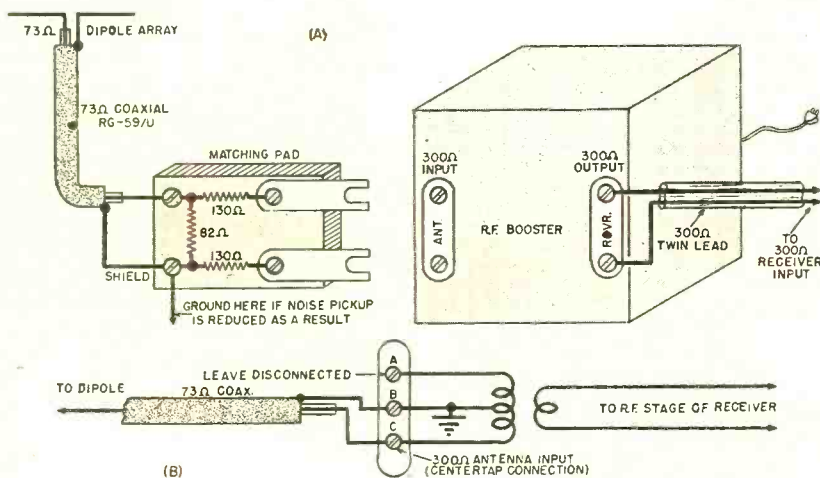 73Ω
DIPOLE ARRAY
(A)
73Ω COAXIAL
RG-59/U
MATCHING PAD
130Ω
82Ω
130Ω
SHIELD
GROUND HERE IF NOISE PICKUP
IS REDUCED AS A RESULT
300Ω
INPUT
ANT.
R.F. BOOSTER
300Ω
OUTPUT
RCVR.
300Ω
TWIN LEAD
TO
300Ω
RECEIVER
INPUT
LEAVE DISCONNECTED
A
B
C
TO DIPOLE
73Ω COAX.
TO R.F. STAGE OF RECEIVER
300Ω ANTENNA INPUT
(CENTERTAP CONNECTION)
(B)